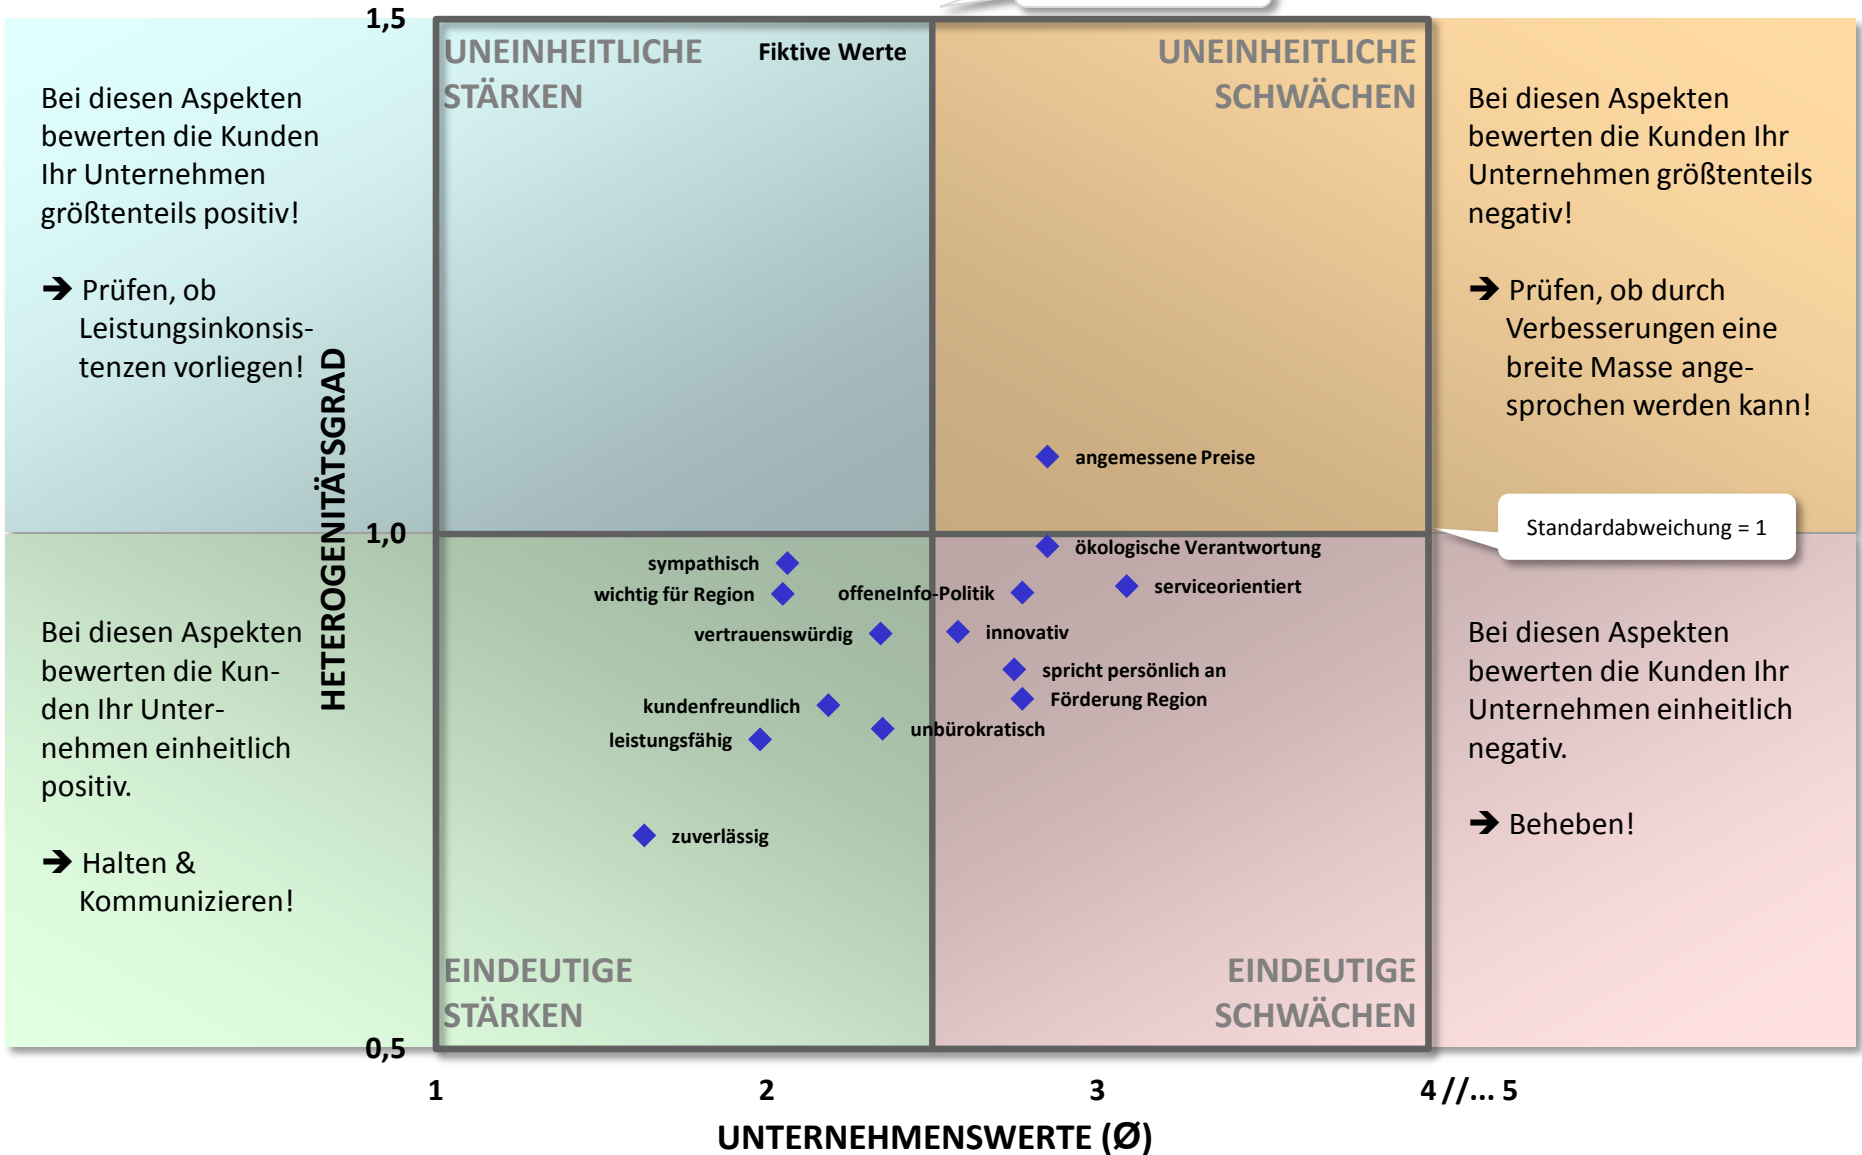 1,5
UNEINHEITLICHE
STÄRKEN
Fiktive Werte
UNEINHEITLICHE
SCHWÄCHEN
Bei diesen Aspekten
bewerten die Kunden
Ihr Unternehmen
größtenteils positiv!
➔ Prüfen, ob
Leistungsinkonsis-
tenzen vorliegen!
Bei diesen Aspekten
bewerten die Kunden Ihr
Unternehmen größtenteils
negativ!
➔ Prüfen, ob durch
Verbesserungen eine
breite Masse ange-
sprochen werden kann!
HETEROGENITÄTSGRAD
angemessene Preise
1,0
Standardabweichung = 1
ökologische Verantwortung
sympathisch
serviceorientiert
wichtig für Region
offeneInfo-Politik
vertrauenswürdig
innovativ
spricht persönlich an
Förderung Region
kundenfreundlich
unbürokratisch
leistungsfähig
zuverlässig
Bei diesen Aspekten
bewerten die Kun-
den Ihr Unter-
nehmen einheitlich
positiv.
➔ Halten &
Kommunizieren!
Bei diesen Aspekten
bewerten die Kunden Ihr
Unternehmen einheitlich
negativ.
➔ Beheben!
EINDEUTIGE
STÄRKEN
EINDEUTIGE
SCHWÄCHEN
0,5
1 2 3 4 //... 5
UNTERNEHMENSWERTE (Ø)